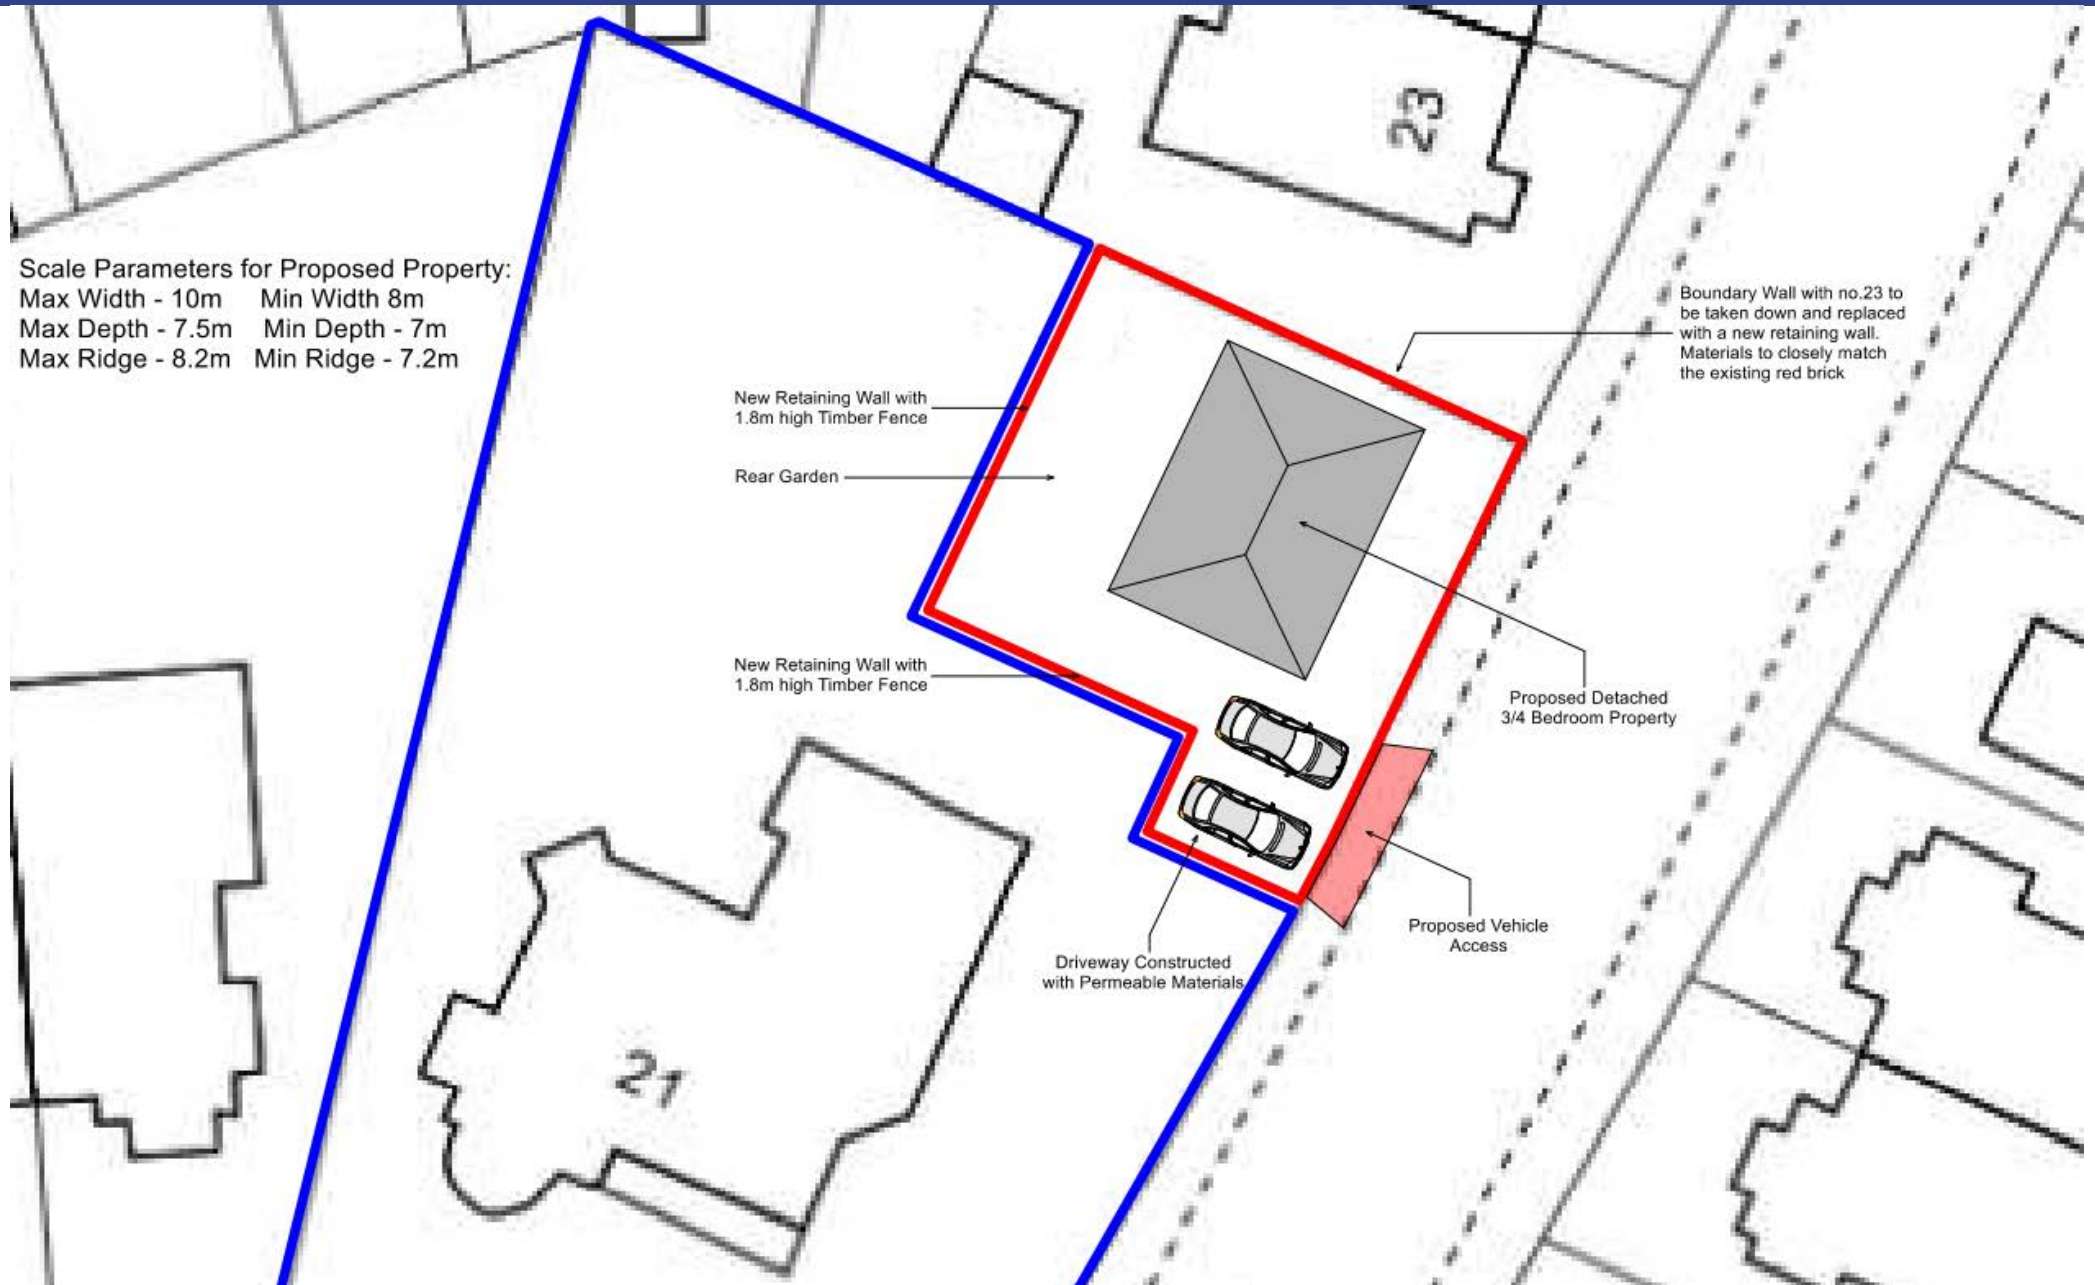 23
Scale Parameters for Proposed Property:
Max Width - 10m Min Width 8m
Max Depth - 7.5m Min Depth - 7m
Max Ridge - 8.2m Min Ridge - 7.2m
Boundary Wall with no.23 to
be taken down and replaced
with a new retaining wall.
Materials to closely match
the existing red brick
New Retaining Wall with
1.8m high Timber Fence
Rear Garden
New Retaining Wall with
1.8m high Timber Fence
Proposed Detached
3/4 Bedroom Property
Proposed Vehicle
Access
Driveway Constructed
with Permeable Materials
21